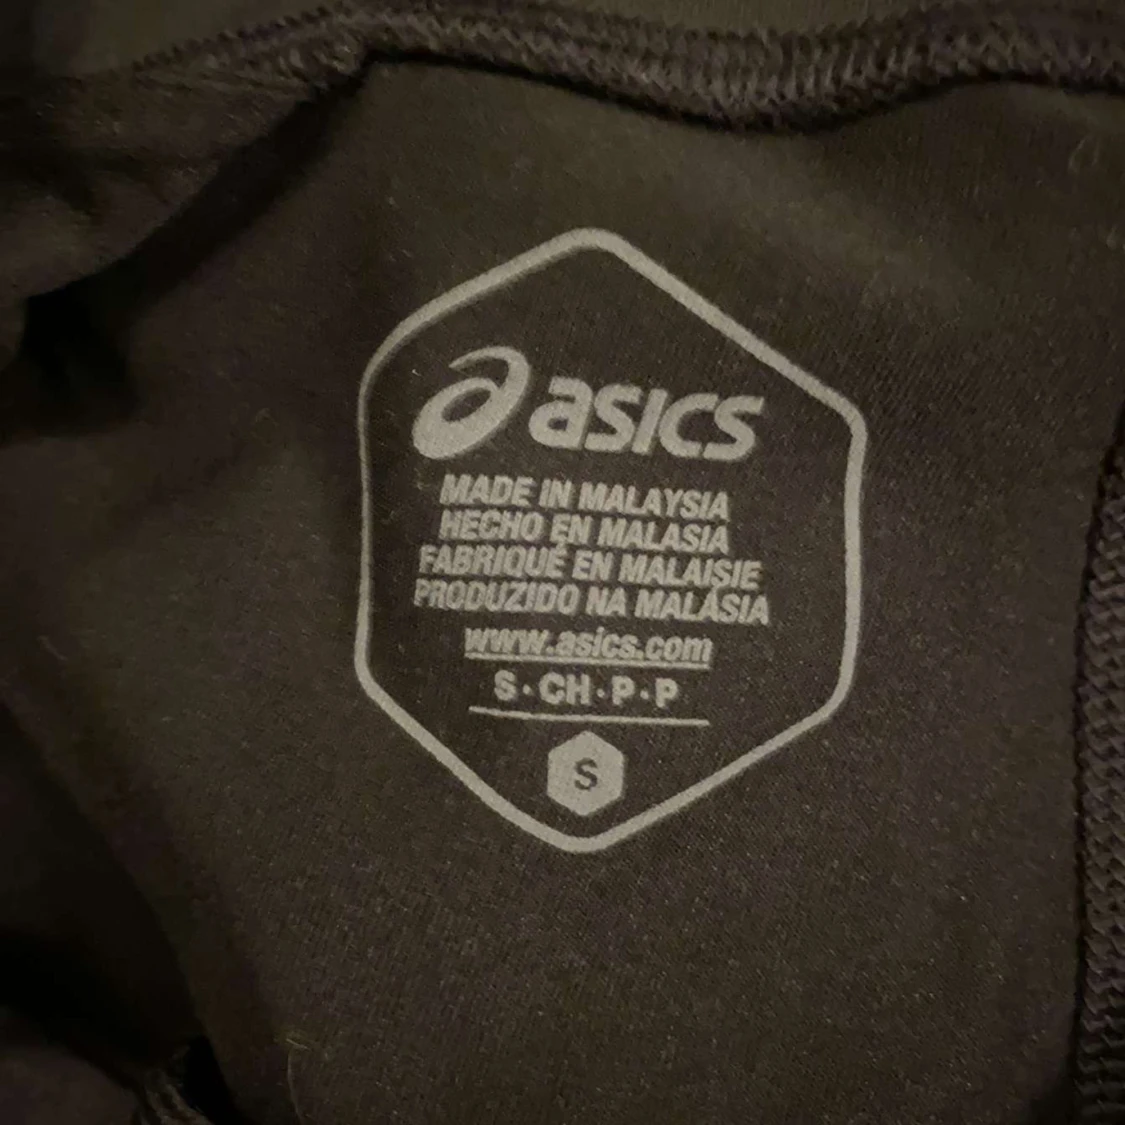 asics
MADE IN MALAYSIA
HECHO EN MALASIA
FABRIQUÉ EN MALAISIE
PRODUZIDO NA MALÁSIA
www.asics.com
S·CH·P·P
S